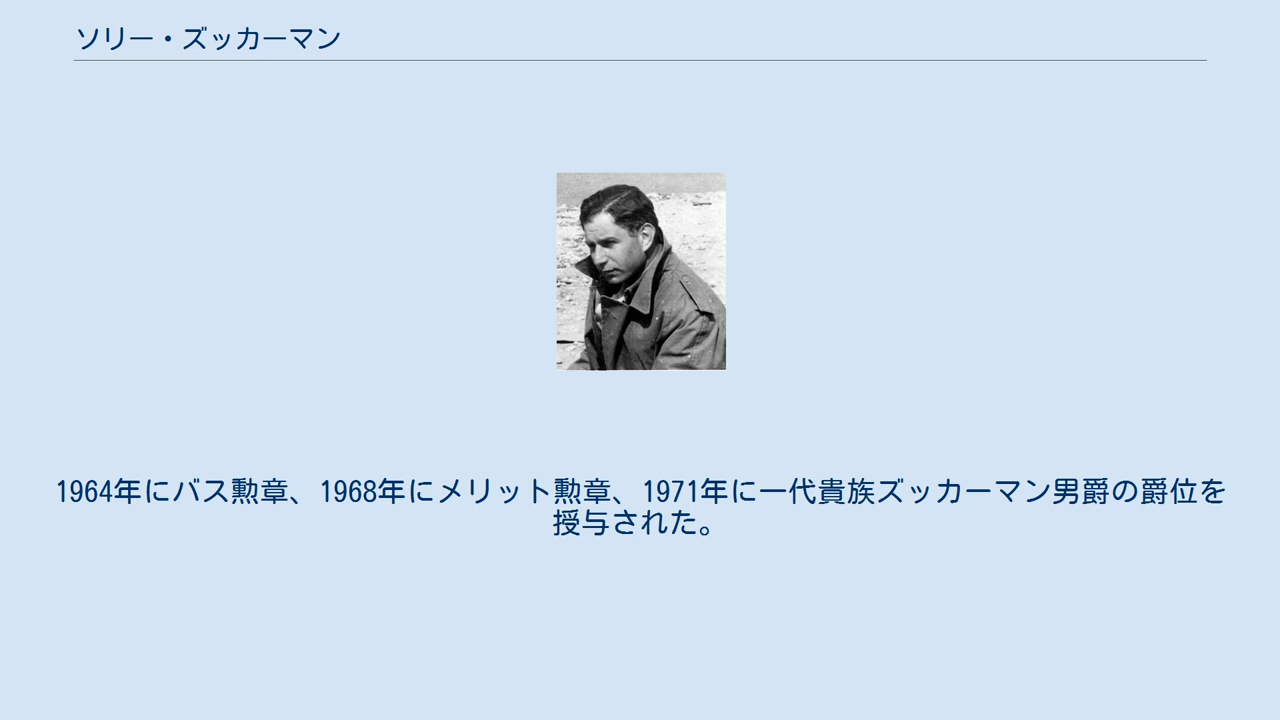 ソリー・ズッカーマン
1964年にバス勲章、1968年にメリット勲章、1971年に一代貴族ズッカーマン男爵の爵位を
授与された。